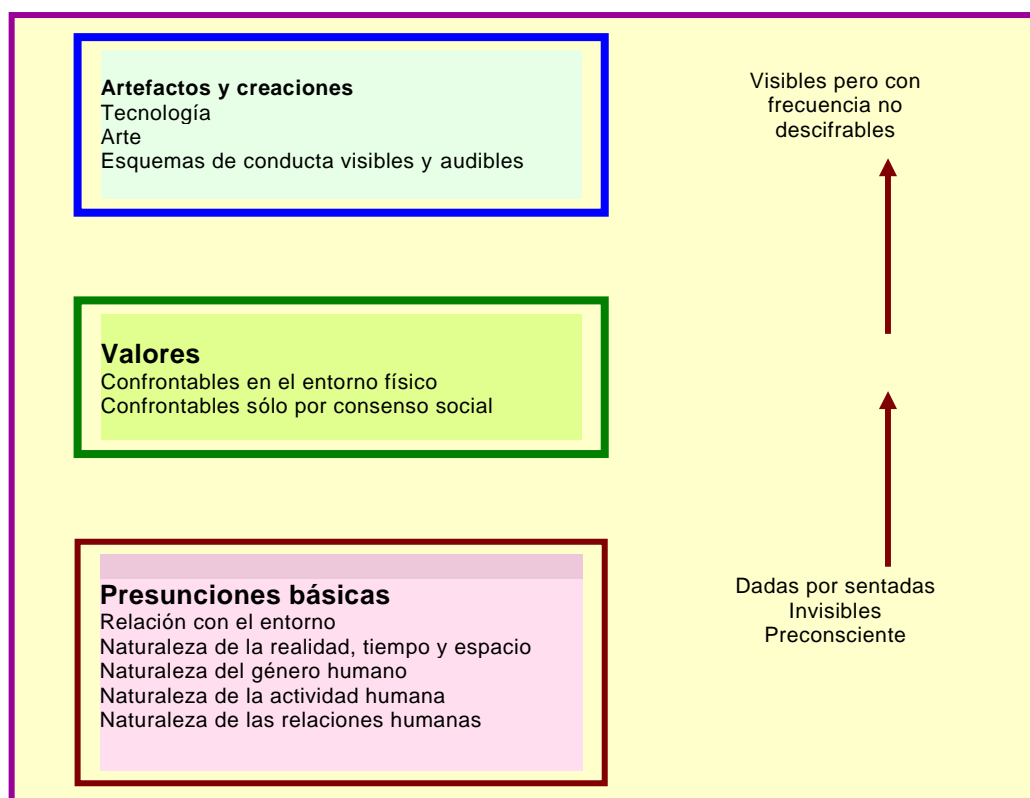 Artefactos y creaciones
Tecnología
Arte
Esquemas de conducta visibles y audibles
Visibles pero con
frecuencia no
descifrables
Valores
Confrontables en el entorno físico
Confrontables sólo por consenso social
Presunciones básicas
Relación con el entorno
Naturaleza de la realidad, tiempo y espacio
Naturaleza del género humano
Naturaleza de la actividad humana
Naturaleza de las relaciones humanas
Dadas por sentadas
Invisibles
Preconsciente